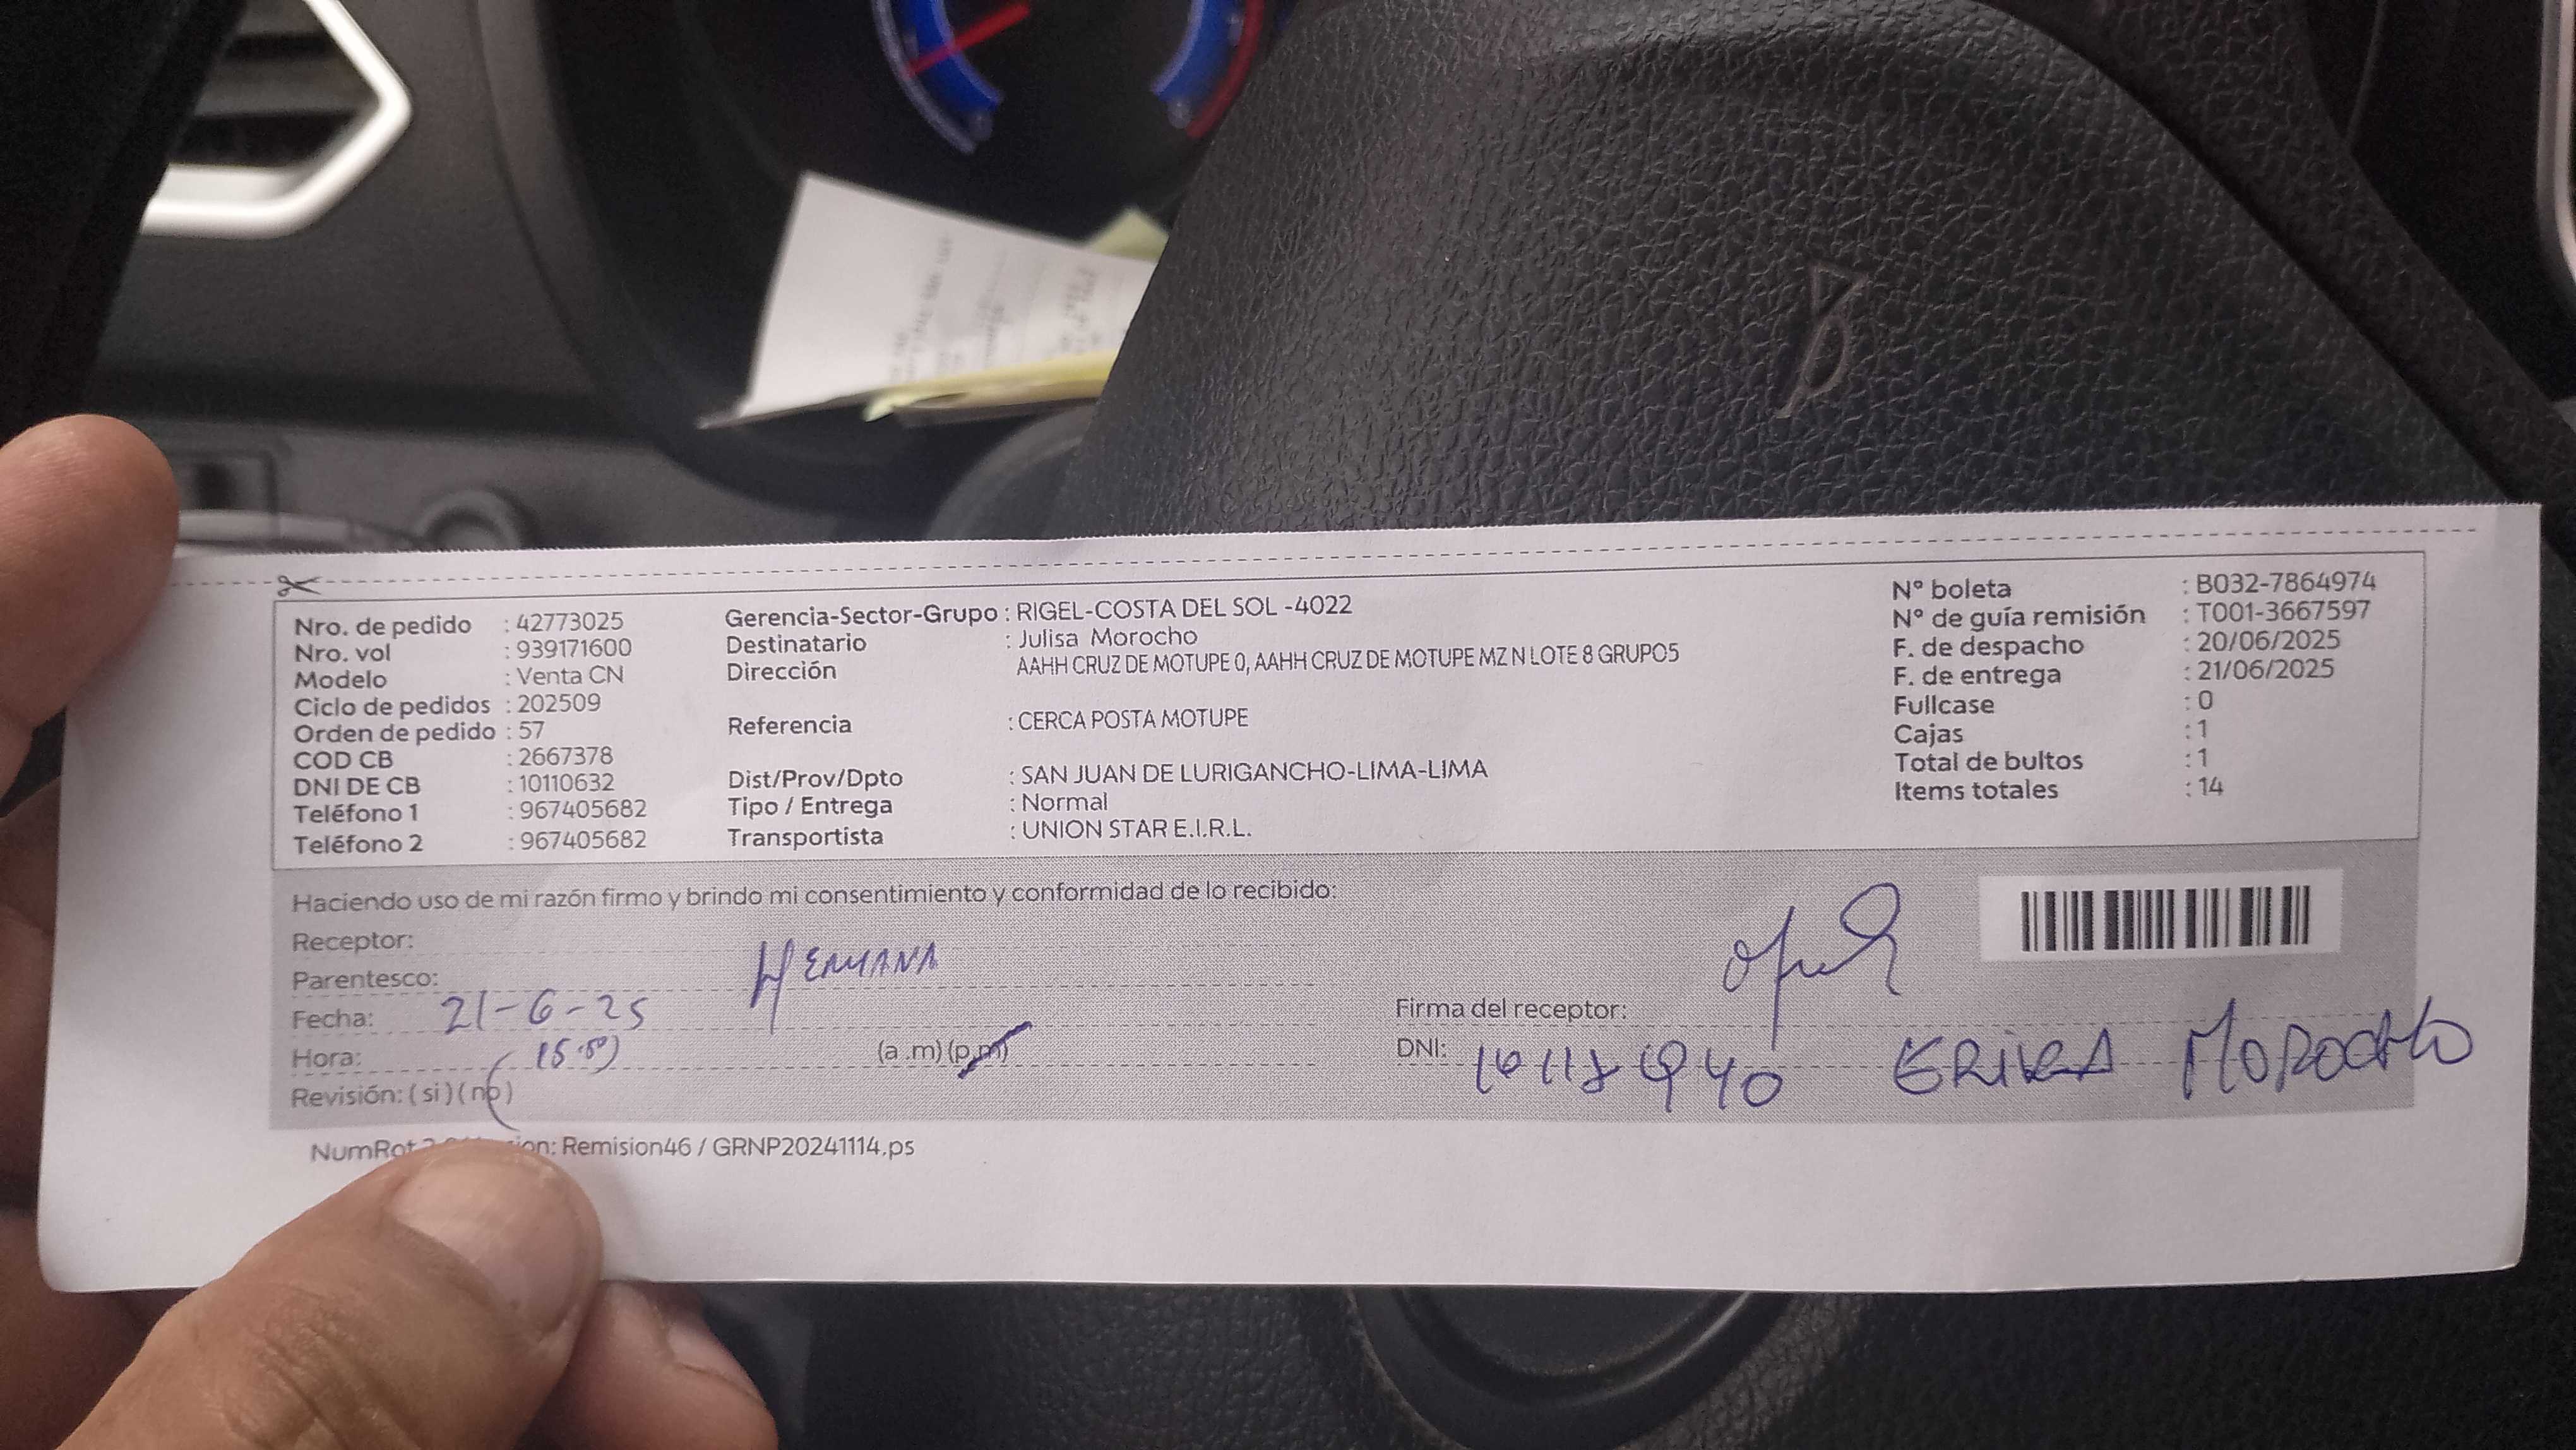 Nro. de pedido : 42773025
Nro. vol : 939171600
Modelo : Venta CN
Ciclo de pedidos : 202509
Orden de pedido : 57
COD CB : 2667378
DNI DE CB : 10110632
Teléfono 1 : 967405682
Teléfono 2 : 967405682
Gerencia-Sector-Grupo : RIGEL-COSTA DEL SOL -4022
Destinatario : Julisa Morocho
Dirección AAHH CRUZ DE MOTUPE 0, AAHH CRUZ DE MOTUPE MZ N LOTE 8 GRUPO5
Referencia : CERCA POSTA MOTUPE
Dist/Prov/Dpto : SAN JUAN DE LURIGANCHO-LIMA-LIMA
Tipo / Entrega : Normal
Transportista : UNION STAR E.I.R.L.
N° boleta : B032-7864974
N° de guía remisión : T001-3667597
F. de despacho : 20/06/2025
F. de entrega : 21/06/2025
Fullcase : 0
Cajas : 1
Total de bultos : 1
Items totales : 14
Haciendo uso de mi razón firmo y brindo mi consentimiento y conformidad de lo recibido:
Receptor:
Parentesco: HERMANA
Fecha: 21-6-25
Hora: (a .m) (p.m)
Revisión: ( si ) ( no )
Firma del receptor:
DNI: ERIKA MOROCHO
Remision46 / GRNP20241114.ps